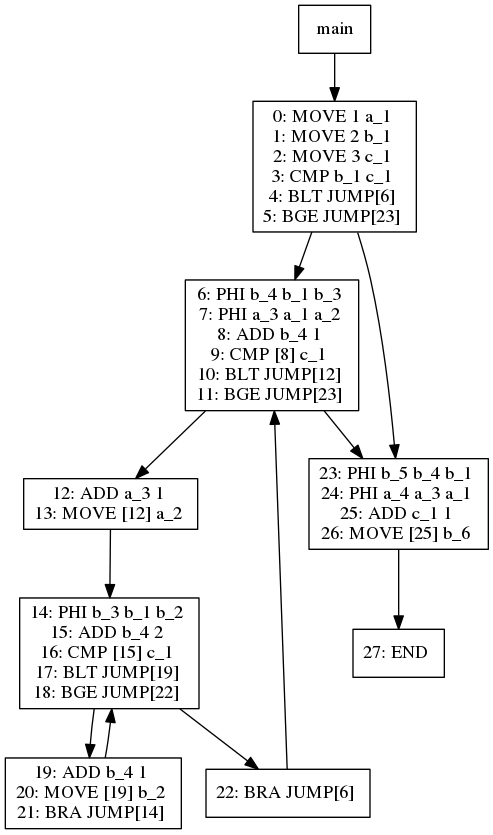 main
0: MOVE 1 a_1
1: MOVE 2 b_1
2: MOVE 3 c_1
3: CMP b_1 c_1
4: BLT JUMP[6]
5: BGE JUMP[23]
6: PHI b_4 b_1 b_3
7: PHI a_3 a_1 a_2
8: ADD b_4 1
9: CMP [8] c_1
10: BLT JUMP[12]
11: BGE JUMP[23]
12: ADD a_3 1
13: MOVE [12] a_2
14: PHI b_3 b_1 b_2
15: ADD b_4 2
16: CMP [15] c_1
17: BLT JUMP[19]
18: BGE JUMP[22]
19: ADD b_4 1
20: MOVE [19] b_2
21: BRA JUMP[14]
22: BRA JUMP[6]
23: PHI b_5 b_4 b_1
24: PHI a_4 a_3 a_1
25: ADD c_1 1
26: MOVE [25] b_6
27: END